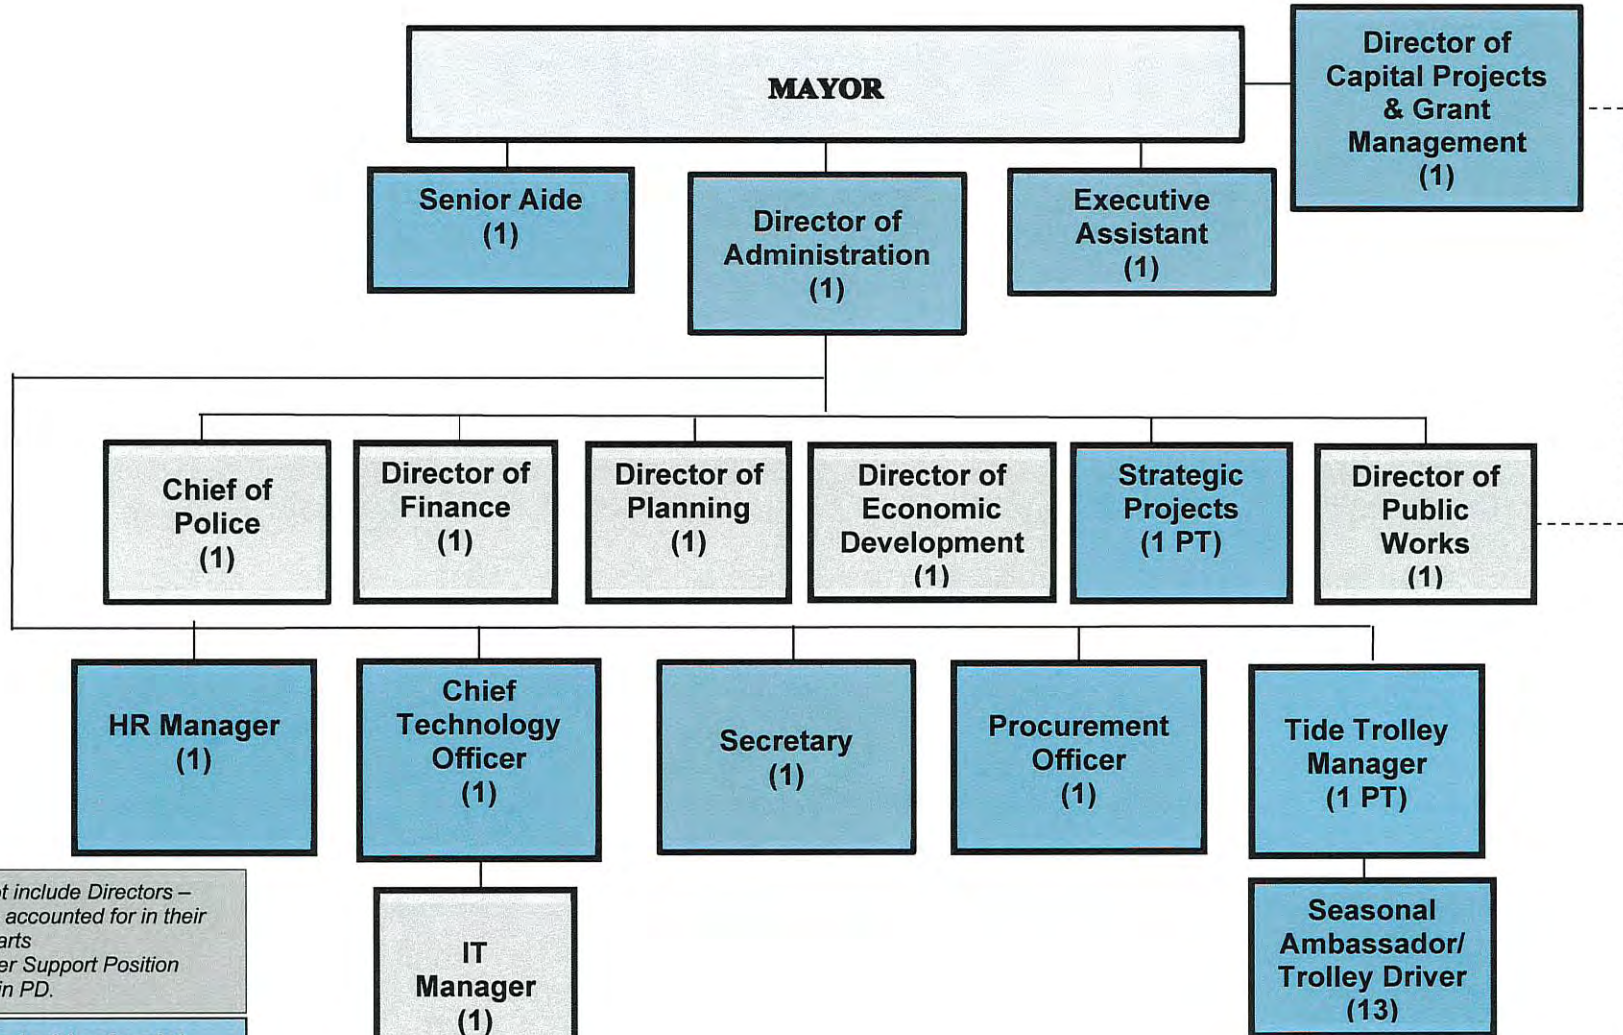 MAYOR
Director of
Capital Projects
& Grant
Management
(1)
Senior Aide
(1)
Director of
Administration
(1)
Executive
Assistant
(1)
Chief of
Police
(1)
Director of
Finance
(1)
Director of
Planning
(1)
Director of
Economic
Development
(1)
Strategic
Projects
(1 PT)
Director of
Public
Works
(1)
HR Manager
(1)
Chief
Technology
Officer
(1)
Secretary
(1)
Procurement
Officer
(1)
Tide Trolley
Manager
(1 PT)
include Directors –
accounted for in their
Support Position
in PD.
IT
Manager
(1)
Seasonal
Ambassador/
Trolley Driver
(13)